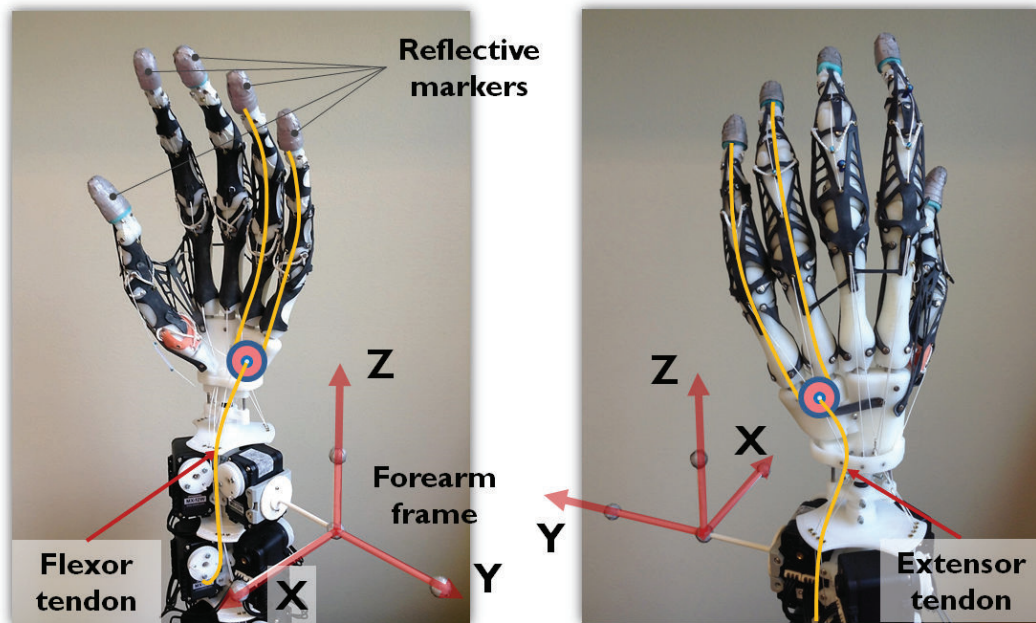 Reflective
markers
Z
Forearm
frame
Flexor
tendon
X
Y
Z
X
Y
Extensor
tendon